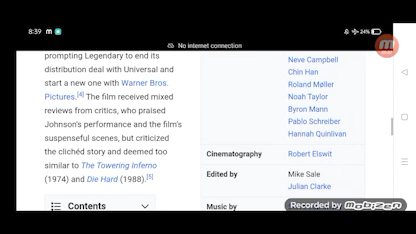 8:39 m
24%
No internet connection
prompting Legendary to end its
distribution deal with Universal and
start a new one with Warner Bros.
Pictures.[4] The film received mixed
reviews from critics, who praised
Johnson's performance and the film's
suspenseful scenes, but criticized
the clichéd story and deemed too
similar to The Towering Inferno
(1974) and Die Hard (1988).[5]
Contents
Neve Campbell
Chin Han
Roland Møller
Noah Taylor
Byron Mann
Pablo Schreiber
Hannah Quinlivan
Cinematography Robert Elswit
Edited by Mike Sale
Julian Clarke
Music by
Recorded by
mobizen